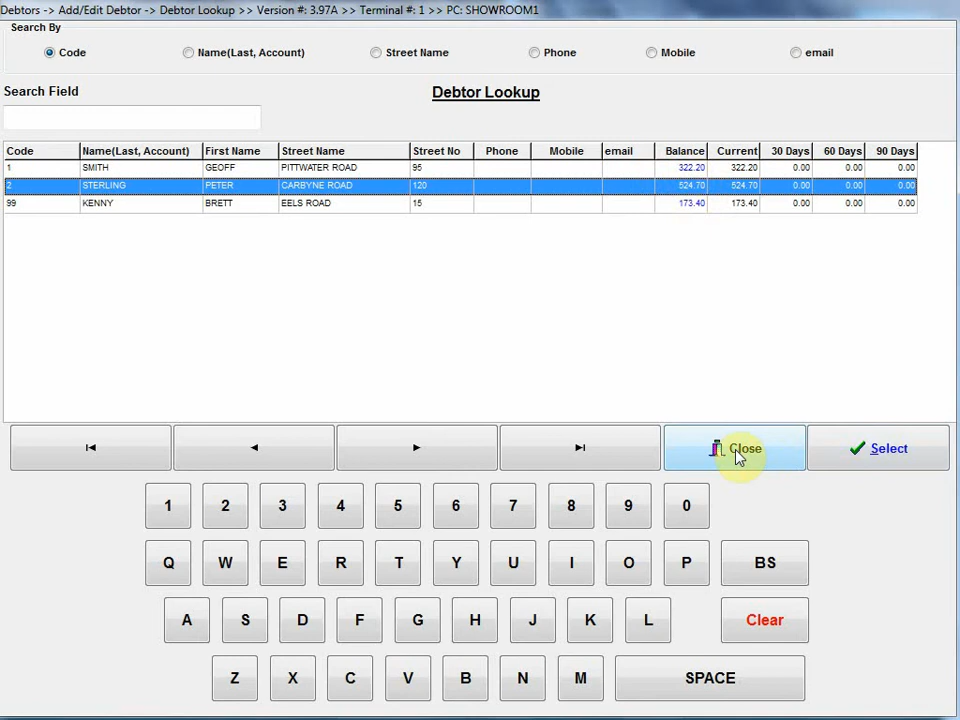 Debtors -> Add/Edit Debtor -> Debtor Lookup >> Version #: 3.97A >> Terminal #: 1 >> PC: SHOWROOM1
Search By
Code Name(Last, Account) Street Name Phone Mobile email
Search Field Debtor Lookup
Code Name(Last, Account) First Name Street Name Street No Phone Mobile email Balance Current 30 Days 60 Days 90 Days
1 SMITH GEOFF PITTWATER ROAD 95 322.20 322.20 0.00 0.00 0.00
2 STERLING PETER CARBYNE ROAD 120 524.70 524.70 0.00 0.00 0.00
99 KENNY BRETT EELS ROAD 15 173.40 173.40 0.00 0.00 0.00
Close Select
1 2 3 4 5 6 7 8 9 0
Q W E R T Y U I O P BS
A S D F G H J K L Clear
Z X C V B N M SPACE